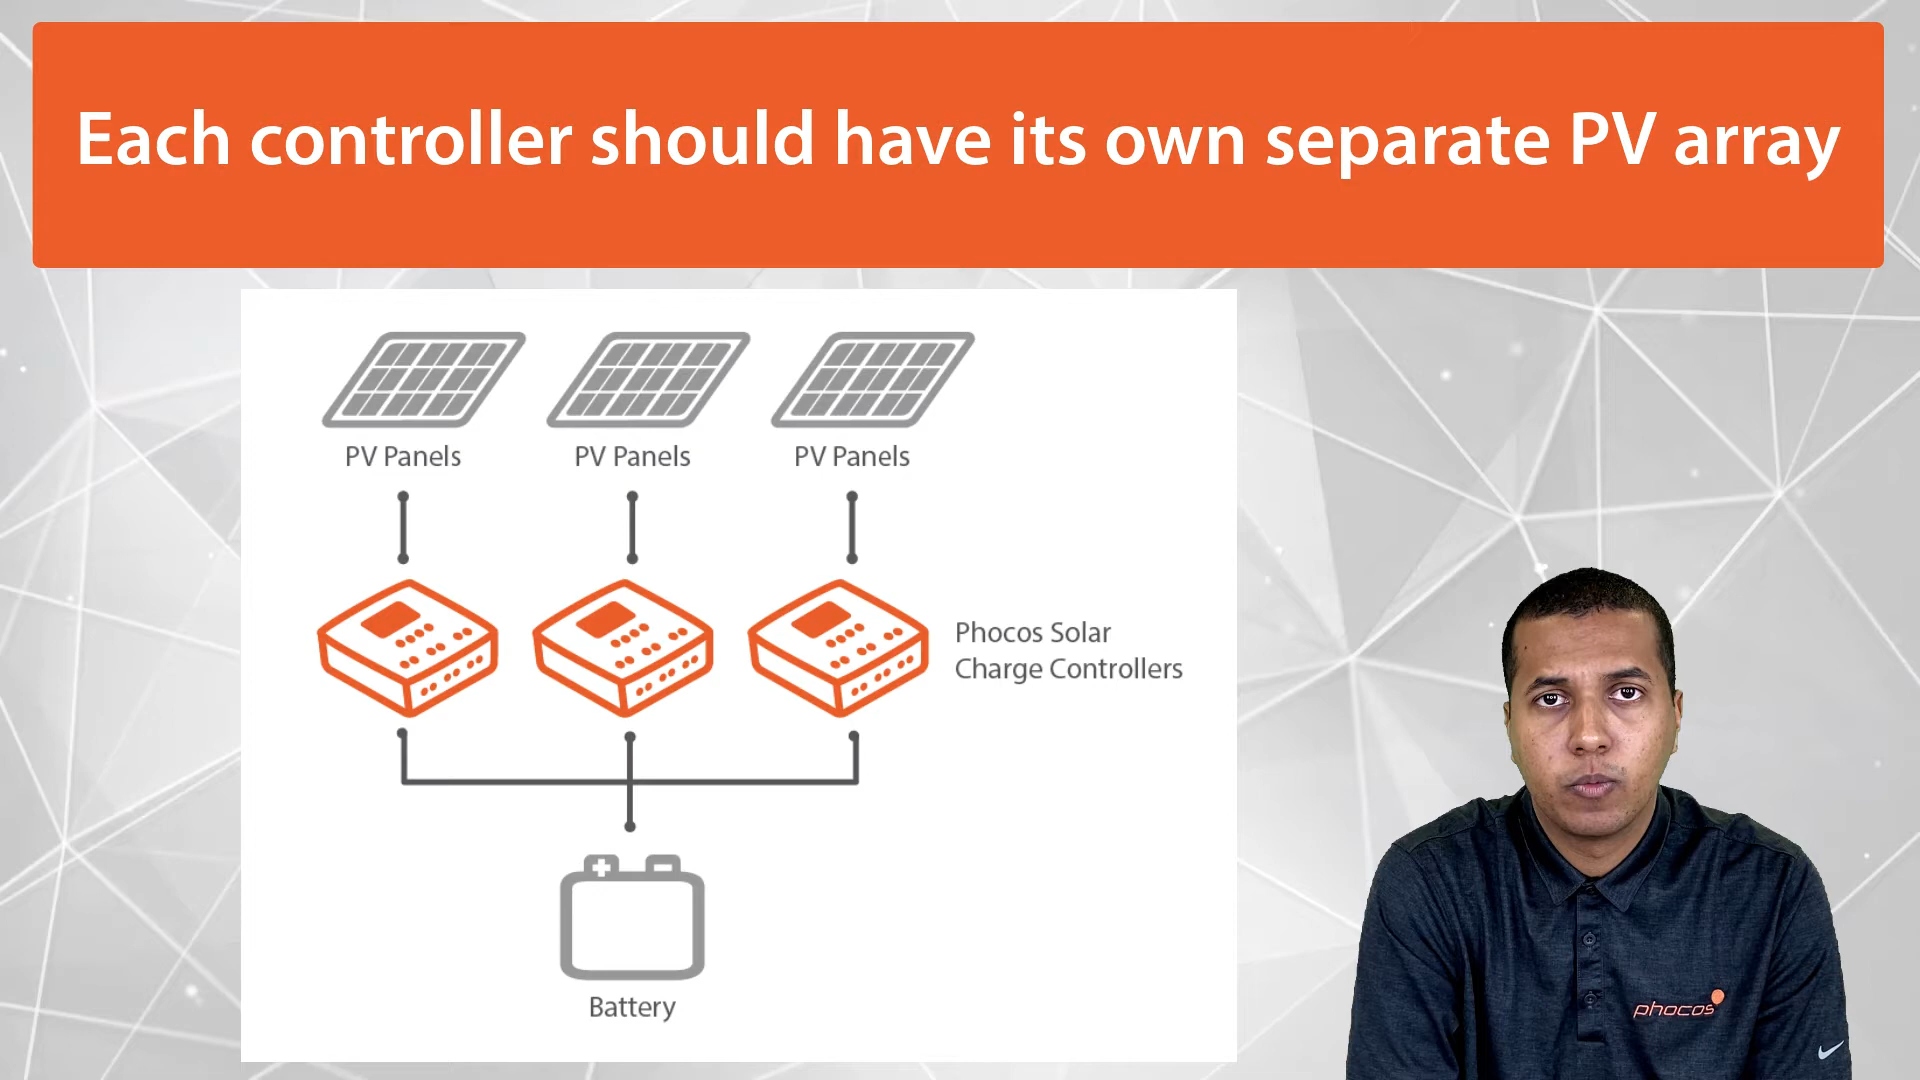 Each controller should have its own separate PV array
PV Panels PV Panels PV Panels
Phocos Solar
Charge Controllers
Battery
phocos